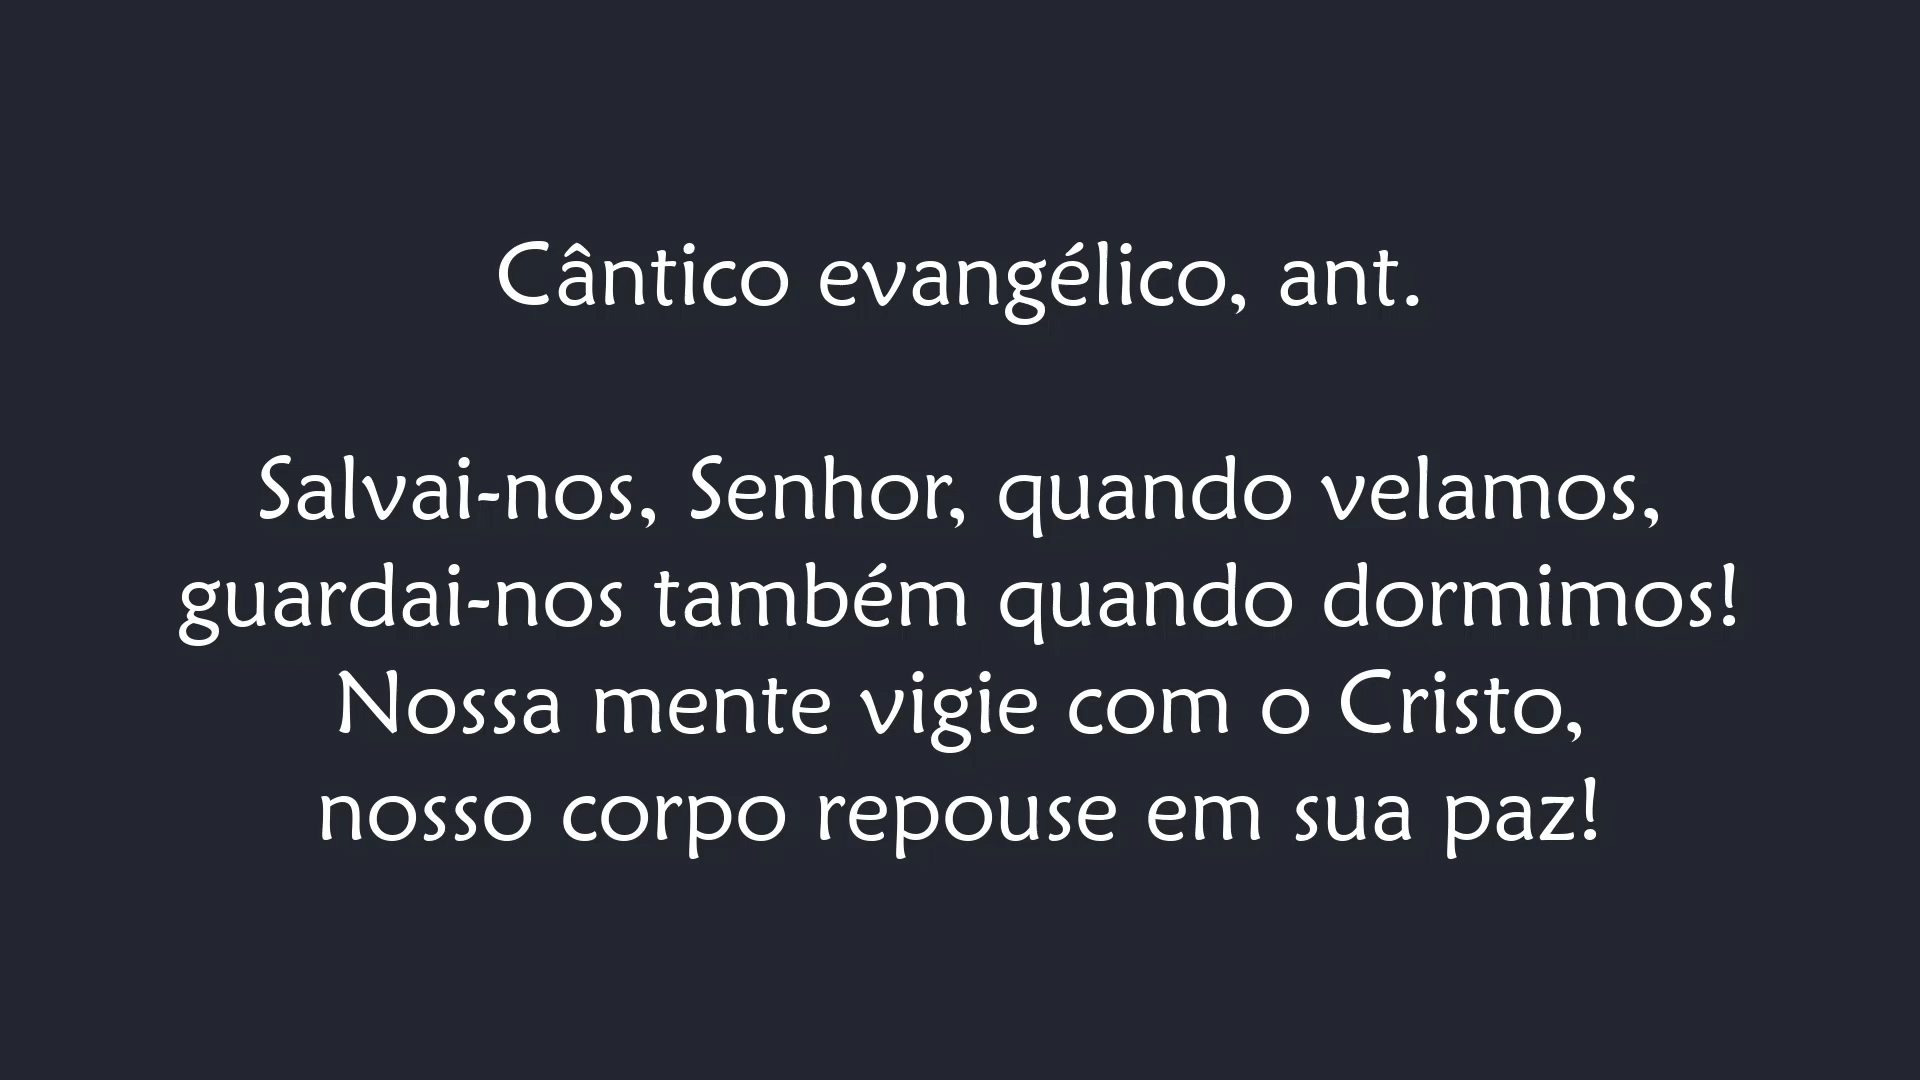 Cântico evangélico, ant.
Salvai-nos, Senhor, quando velamos,
guardai-nos também quando dormimos!
Nossa mente vigie com o Cristo,
nosso corpo repouse em sua paz!